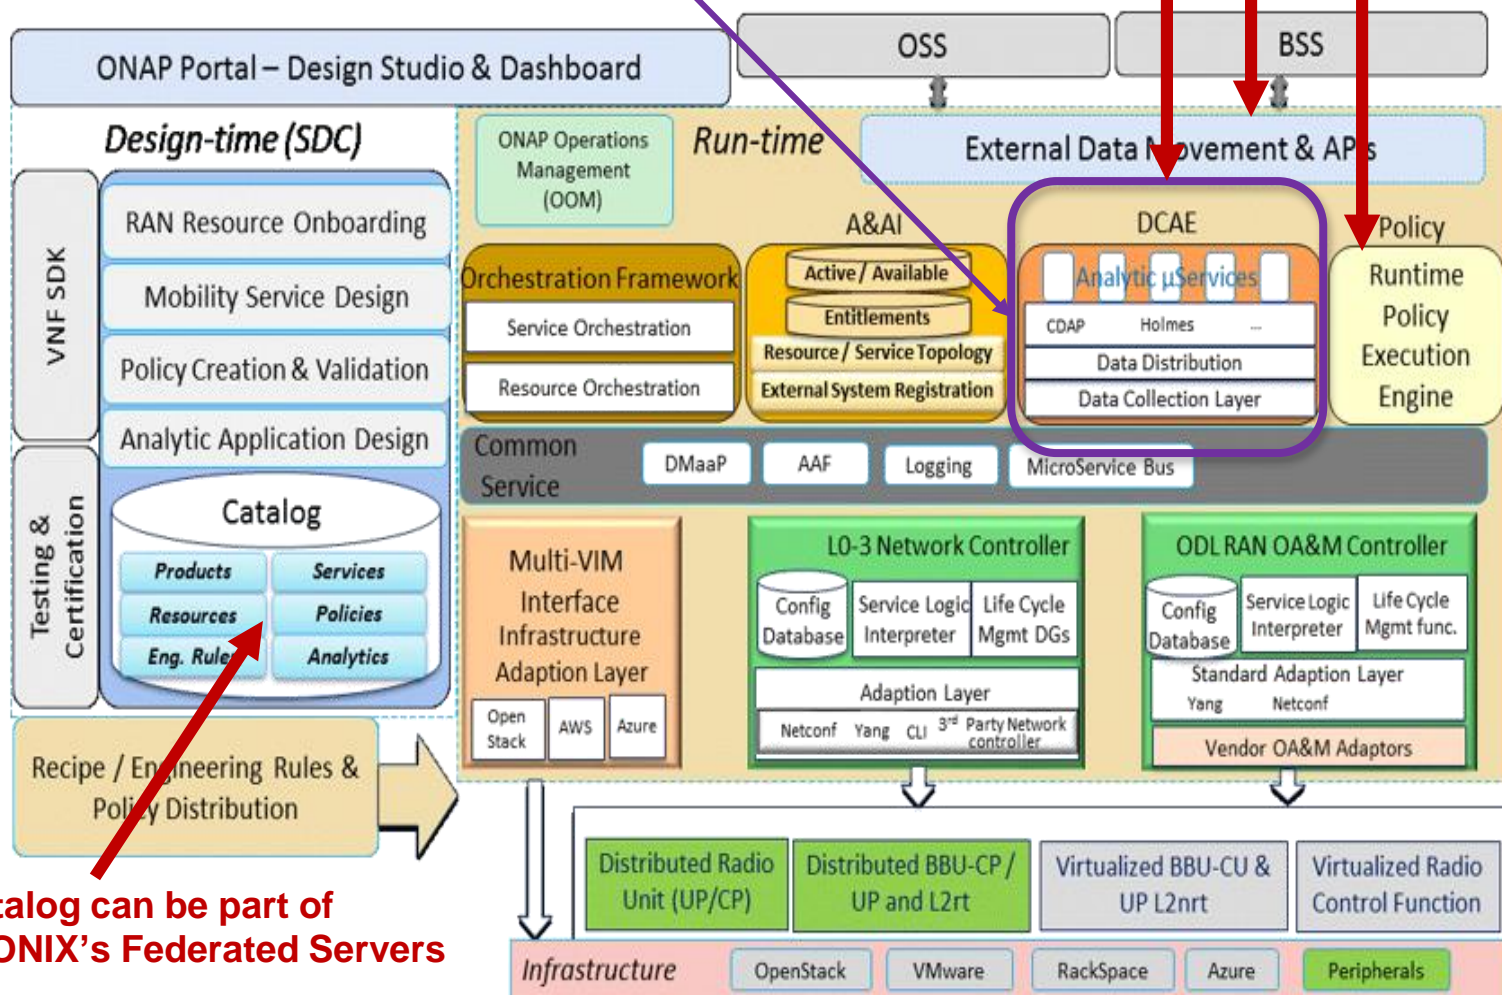 ONAP Portal – Design Studio & Dashboard
OSS
BSS
Design-time (SDC)
VNF SDK
RAN Resource Onboarding
Mobility Service Design
Policy Creation & Validation
Analytic Application Design
Testing &
Certification
Catalog
Products
Services
Resources
Policies
Eng. Rules
Analytics
Recipe / Engineering Rules &
Policy Distribution
talog can be part of
ONIX's Federated Servers
ONAP Operations
Management
(OOM)
Run-time
External Data Movement & APIs
Orchestration Framework
Service Orchestration
Resource Orchestration
A&AI
Active / Available
Entitlements
Resource / Service Topology
External System Registration
DCAE
Analytic µServices
CDAP
Holmes
...
Data Distribution
Data Collection Layer
Policy
Runtime
Policy
Execution
Engine
Common
Service
DMaaP
AAF
Logging
MicroService Bus
Multi-VIM
Interface
Infrastructure
Adaption Layer
Open
Stack
AWS
Azure
L0-3 Network Controller
Config
Database
Service Logic
Interpreter
Life Cycle
Mgmt DGs
Adaption Layer
Netconf
Yang
CLI
3rd Party Network
controller
ODL RAN OA&M Controller
Config
Database
Service Logic
Interpreter
Life Cycle
Mgmt func.
Standard Adaption Layer
Yang
Netconf
Vendor OA&M Adaptors
Distributed Radio
Unit (UP/CP)
Distributed BBU-CP /
UP and L2rt
Virtualized BBU-CU &
UP L2nrt
Virtualized Radio
Control Function
Infrastructure
OpenStack
VMware
RackSpace
Azure
Peripherals